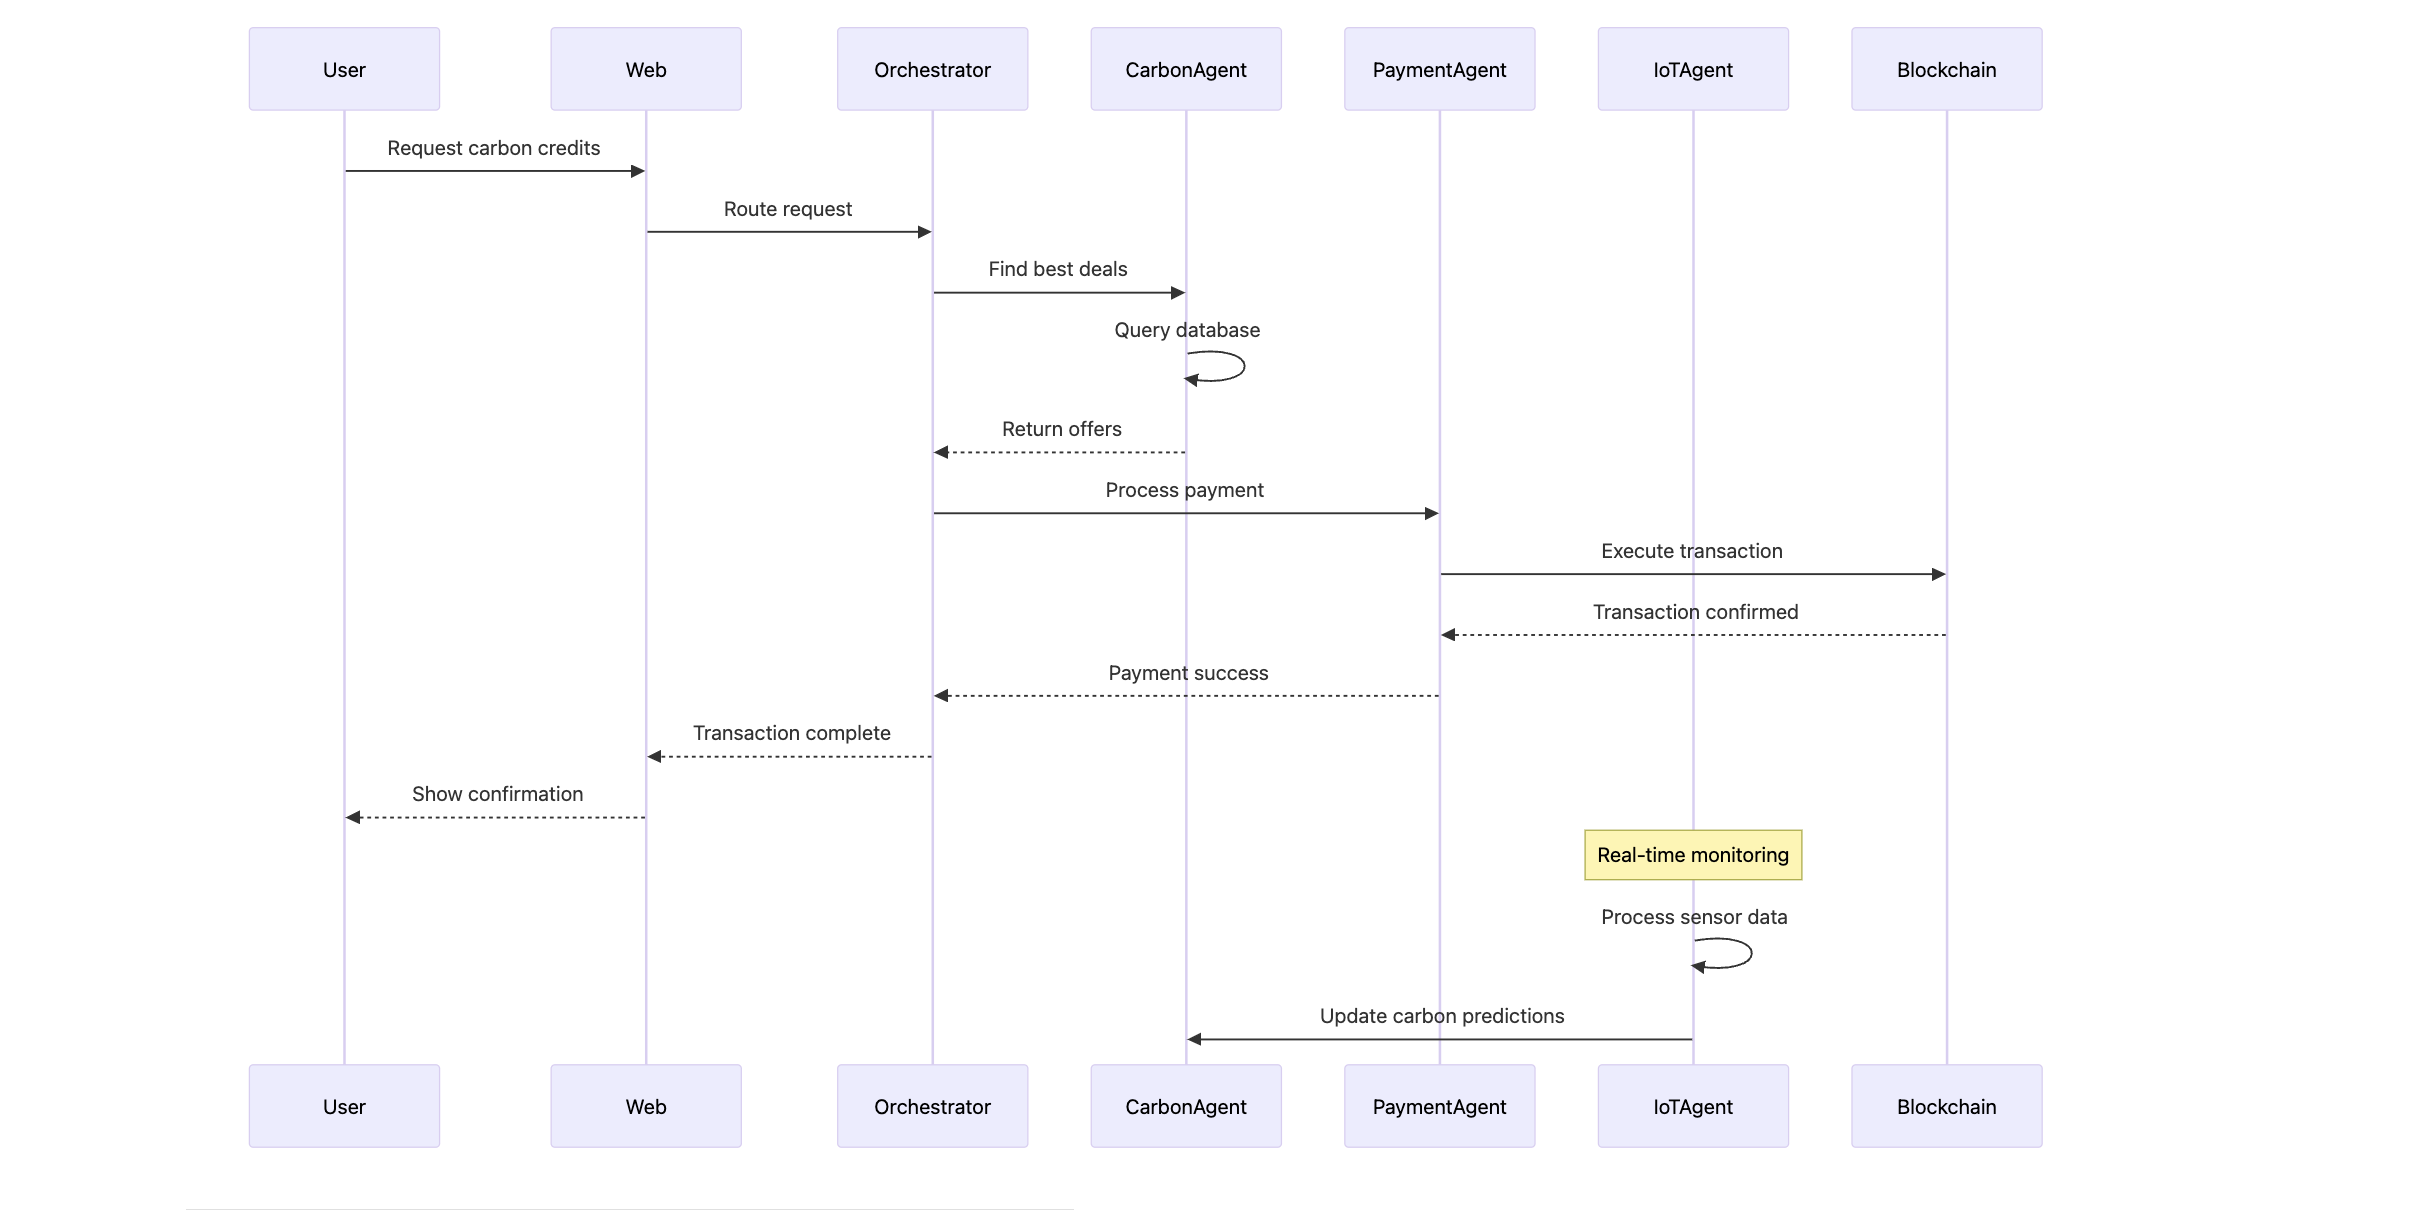 User
Web
Orchestrator
CarbonAgent
PaymentAgent
IoTAgent
Blockchain
Request carbon credits
Route request
Find best deals
Query database
Return offers
Process payment
Execute transaction
Transaction confirmed
Payment success
Transaction complete
Show confirmation
Real-time monitoring
Process sensor data
Update carbon predictions
User
Web
Orchestrator
CarbonAgent
PaymentAgent
IoTAgent
Blockchain